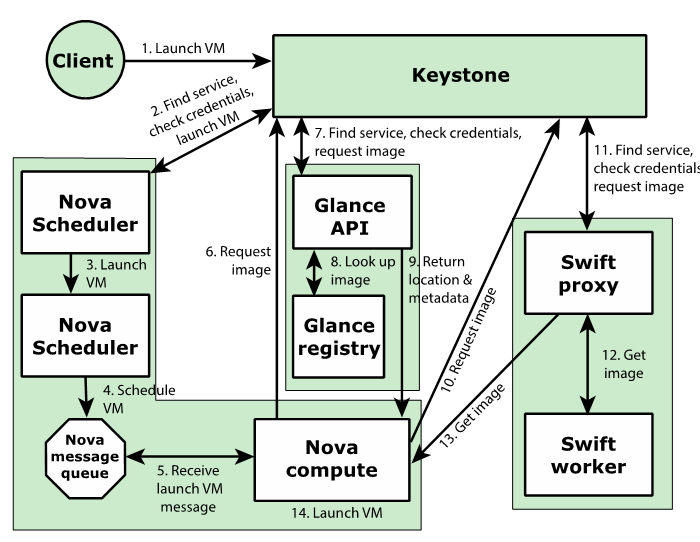 Client
1. Launch VM
Keystone
2. Find service,
check credentials,
launch VM
7. Find service, check credentials,
request image
11. Find service,
check credentials
request image
Nova
Scheduler
3. Launch
VM
Nova
Scheduler
4. Schedule
VM
Nova
message
queue
5. Receive
launch VM
message
6. Request
image
Glance
API
8. Look up
image
9. Return
location &
metadata
Glance
registry
10. Request image
Swift
proxy
12. Get
image
13. Get image
Swift
worker
Nova
compute
14. Launch VM